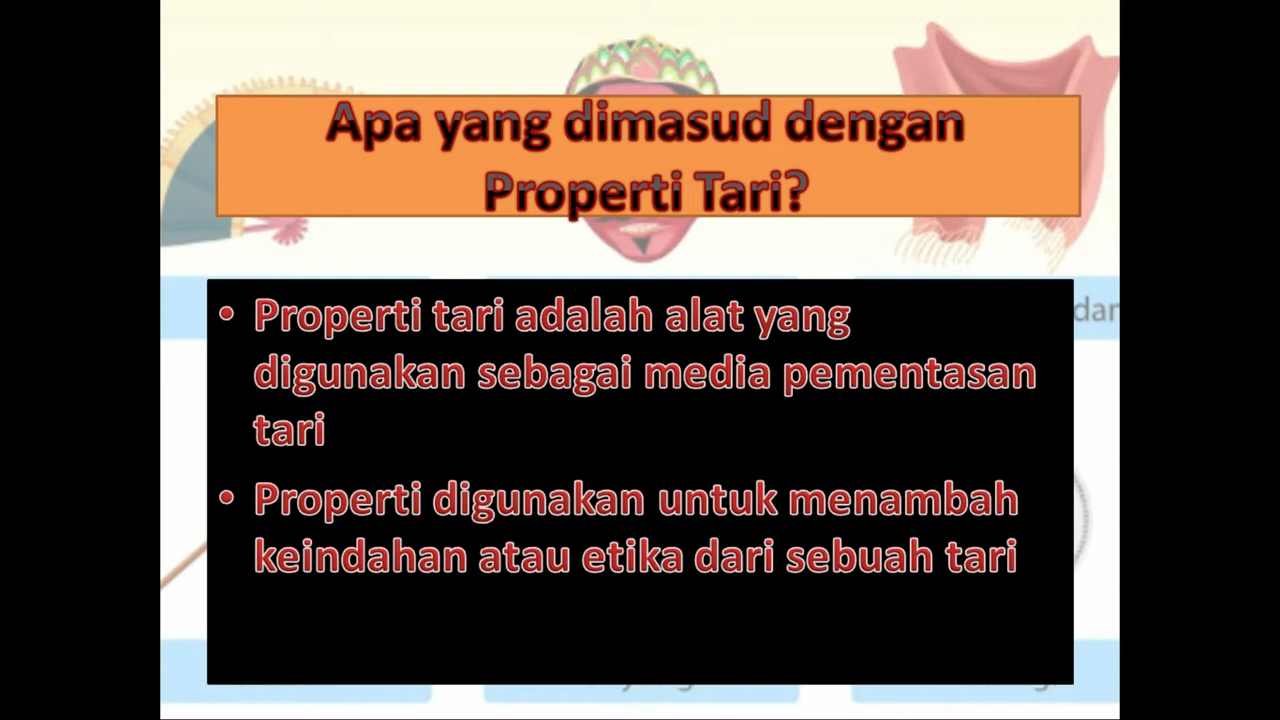 Apa yang dimasud dengan
Properti Tari?
• Properti tari adalah alat yang
digunakan sebagai media pementasan
tari
• Properti digunakan untuk menambah
keindahan atau etika dari sebuah tari